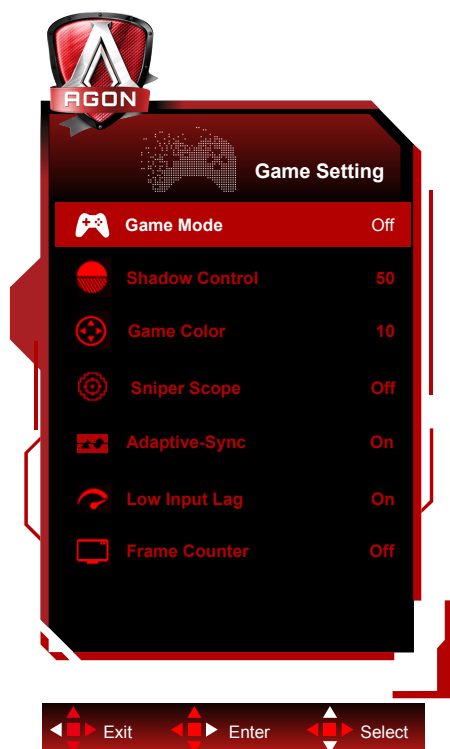 AGON
Game Setting
Game Mode Off
Shadow Control 50
Game Color 10
Sniper Scope Off
Adaptive-Sync On
Low Input Lag On
Frame Counter Off
Exit Enter Select